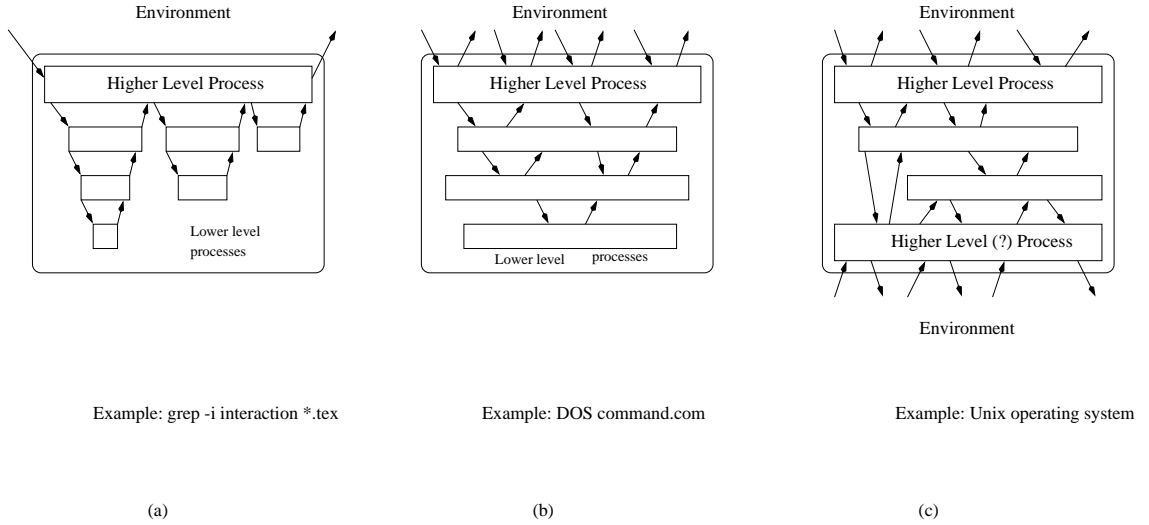 Environment
Higher Level Process
Lower level
processes
Example: grep -i interaction *.tex
(a)
Environment
Higher Level Process
Lower level processes
Example: DOS command.com
(b)
Environment
Higher Level Process
Higher Level (?) Process
Environment
Example: Unix operating system
(c)